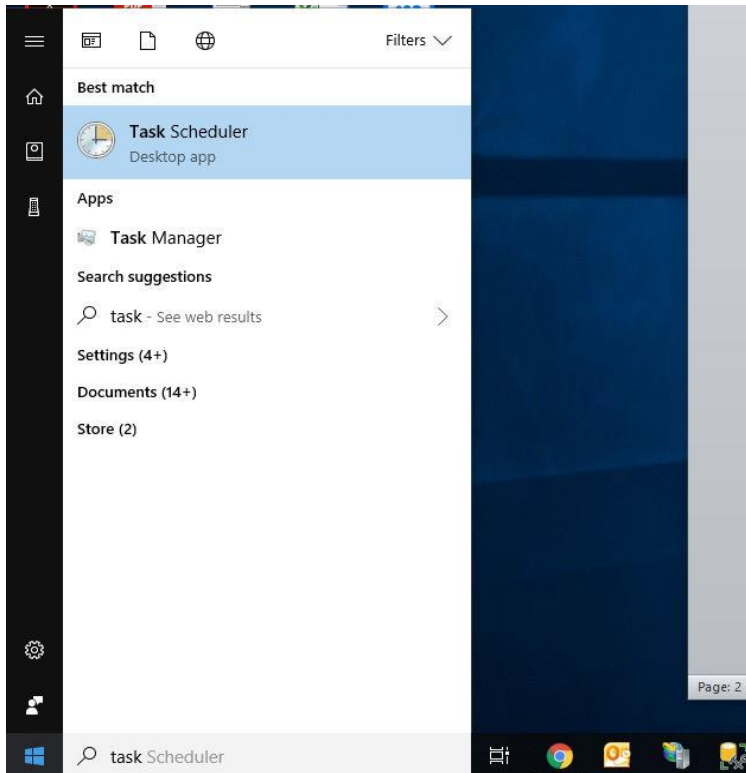 Filters
Best match
Task Scheduler
Desktop app
Apps
Task Manager
Search suggestions
task - See web results
Settings (4+)
Documents (14+)
Store (2)
Page: 2
task Scheduler